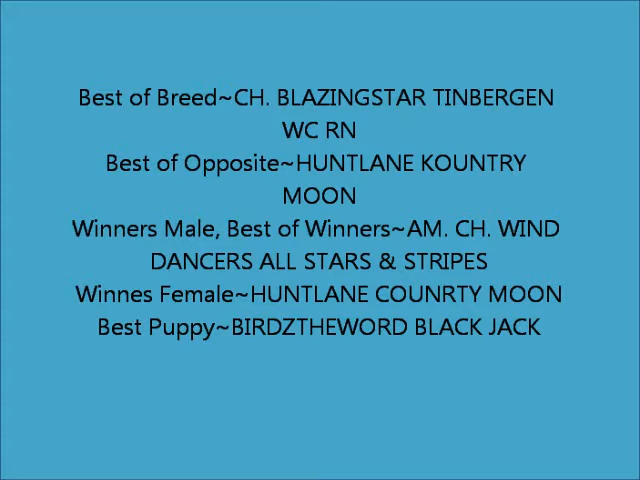 Best of Breed~CH. BLAZINGSTAR TINBERGEN
WC RN
Best of Opposite~HUNTLANE KOUNTRY
MOON
Winners Male, Best of Winners~AM. CH. WIND
DANCERS ALL STARS & STRIPES
Winnes Female~HUNTLANE COUNRTY MOON
Best Puppy~BIRDZTHEWORD BLACK JACK